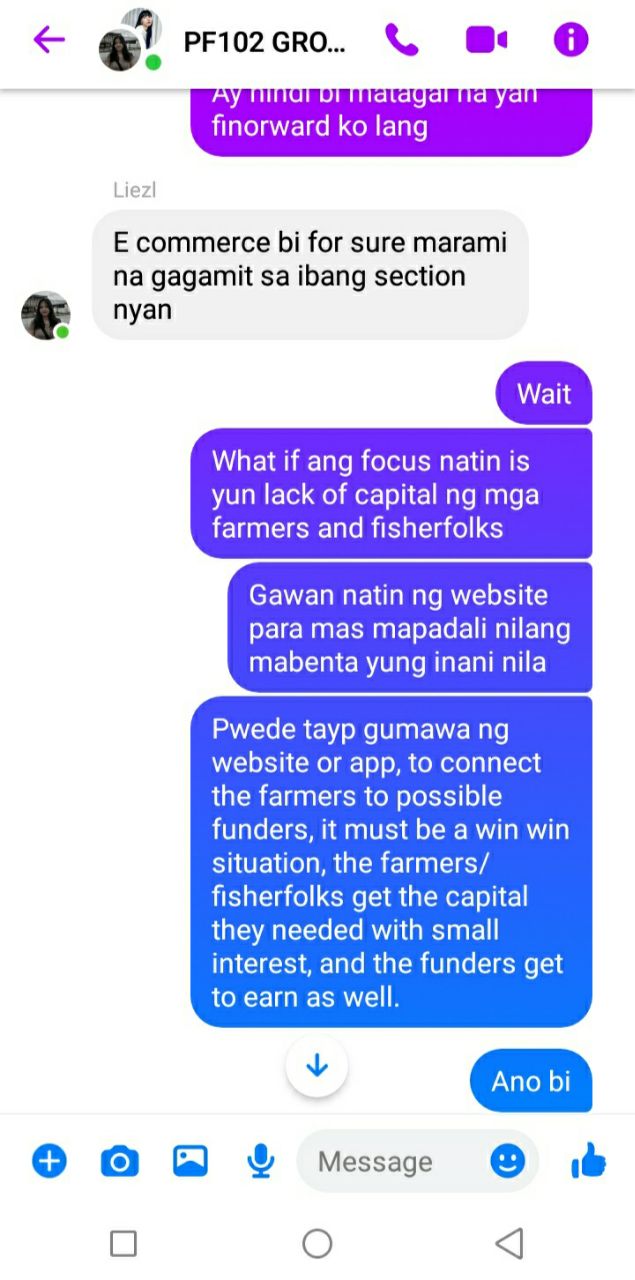 PF102 GRO...
Ay hindi bi matagal na yan
finorward ko lang
Liezl
E commerce bi for sure marami
na gagamit sa ibang section
nyan
Wait
What if ang focus natin is
yun lack of capital ng mga
farmers and fisherfolks
Gawan natin ng website
para mas mapadali nilang
mabenta yung inani nila
Pwede tayp gumawa ng
website or app, to connect
the farmers to possible
funders, it must be a win win
situation, the farmers/
fisherfolks get the capital
they needed with small
interest, and the funders get
to earn as well.
Ano bi
Message